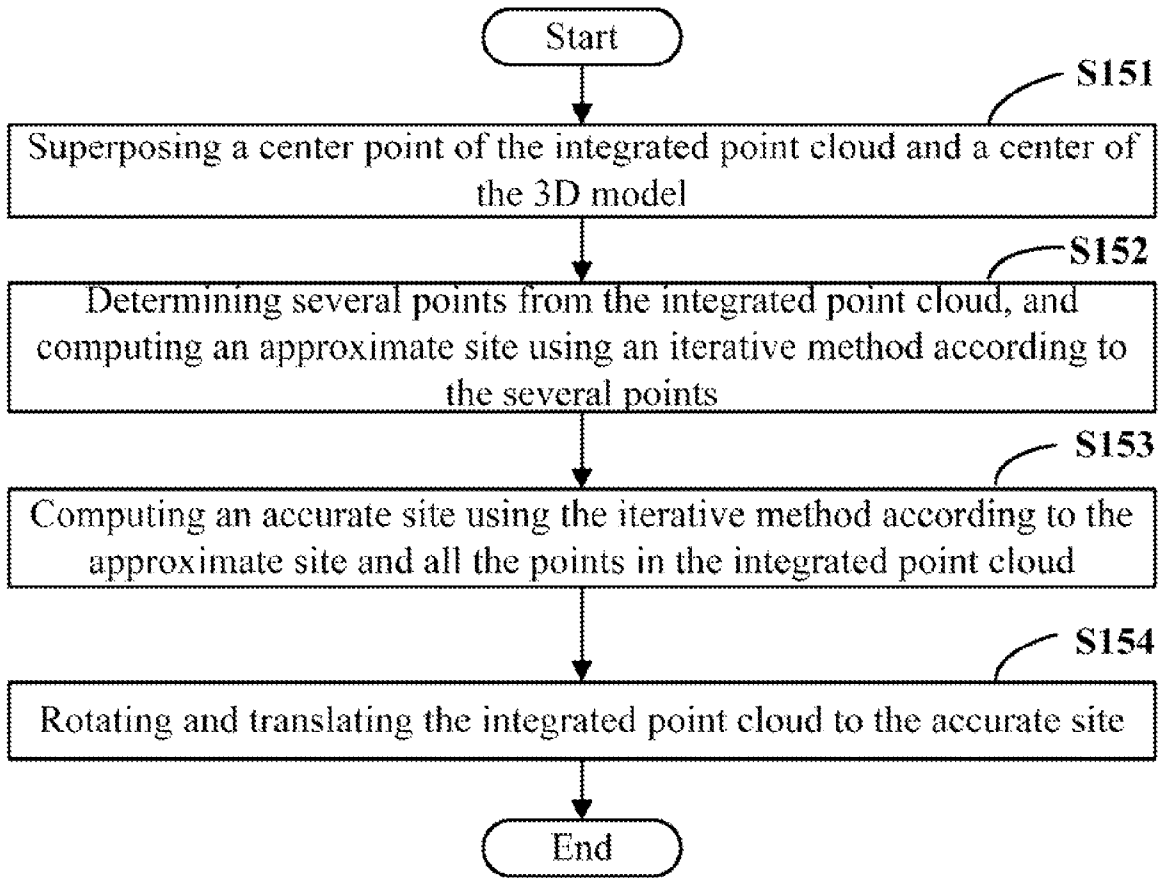 Start
S151
Superposing a center point of the integrated point cloud and a center of
the 3D model
S152
Determining several points from the integrated point cloud, and
computing an approximate site using an iterative method according to
the several points
S153
Computing an accurate site using the iterative method according to the
approximate site and all the points in the integrated point cloud
S154
Rotating and translating the integrated point cloud to the accurate site
End